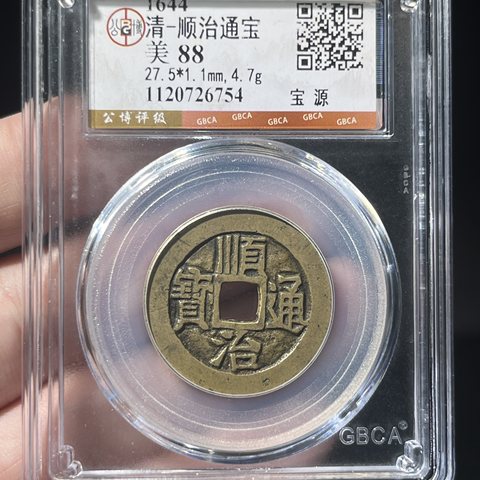 1644
清-顺治通宝
美 88
27.5*1.1mm,4.7g
1120726754 宝 源
公博评级 GBCA GBCA GBCA GBCA
GBCA
順
寶 通
治
GBCA®